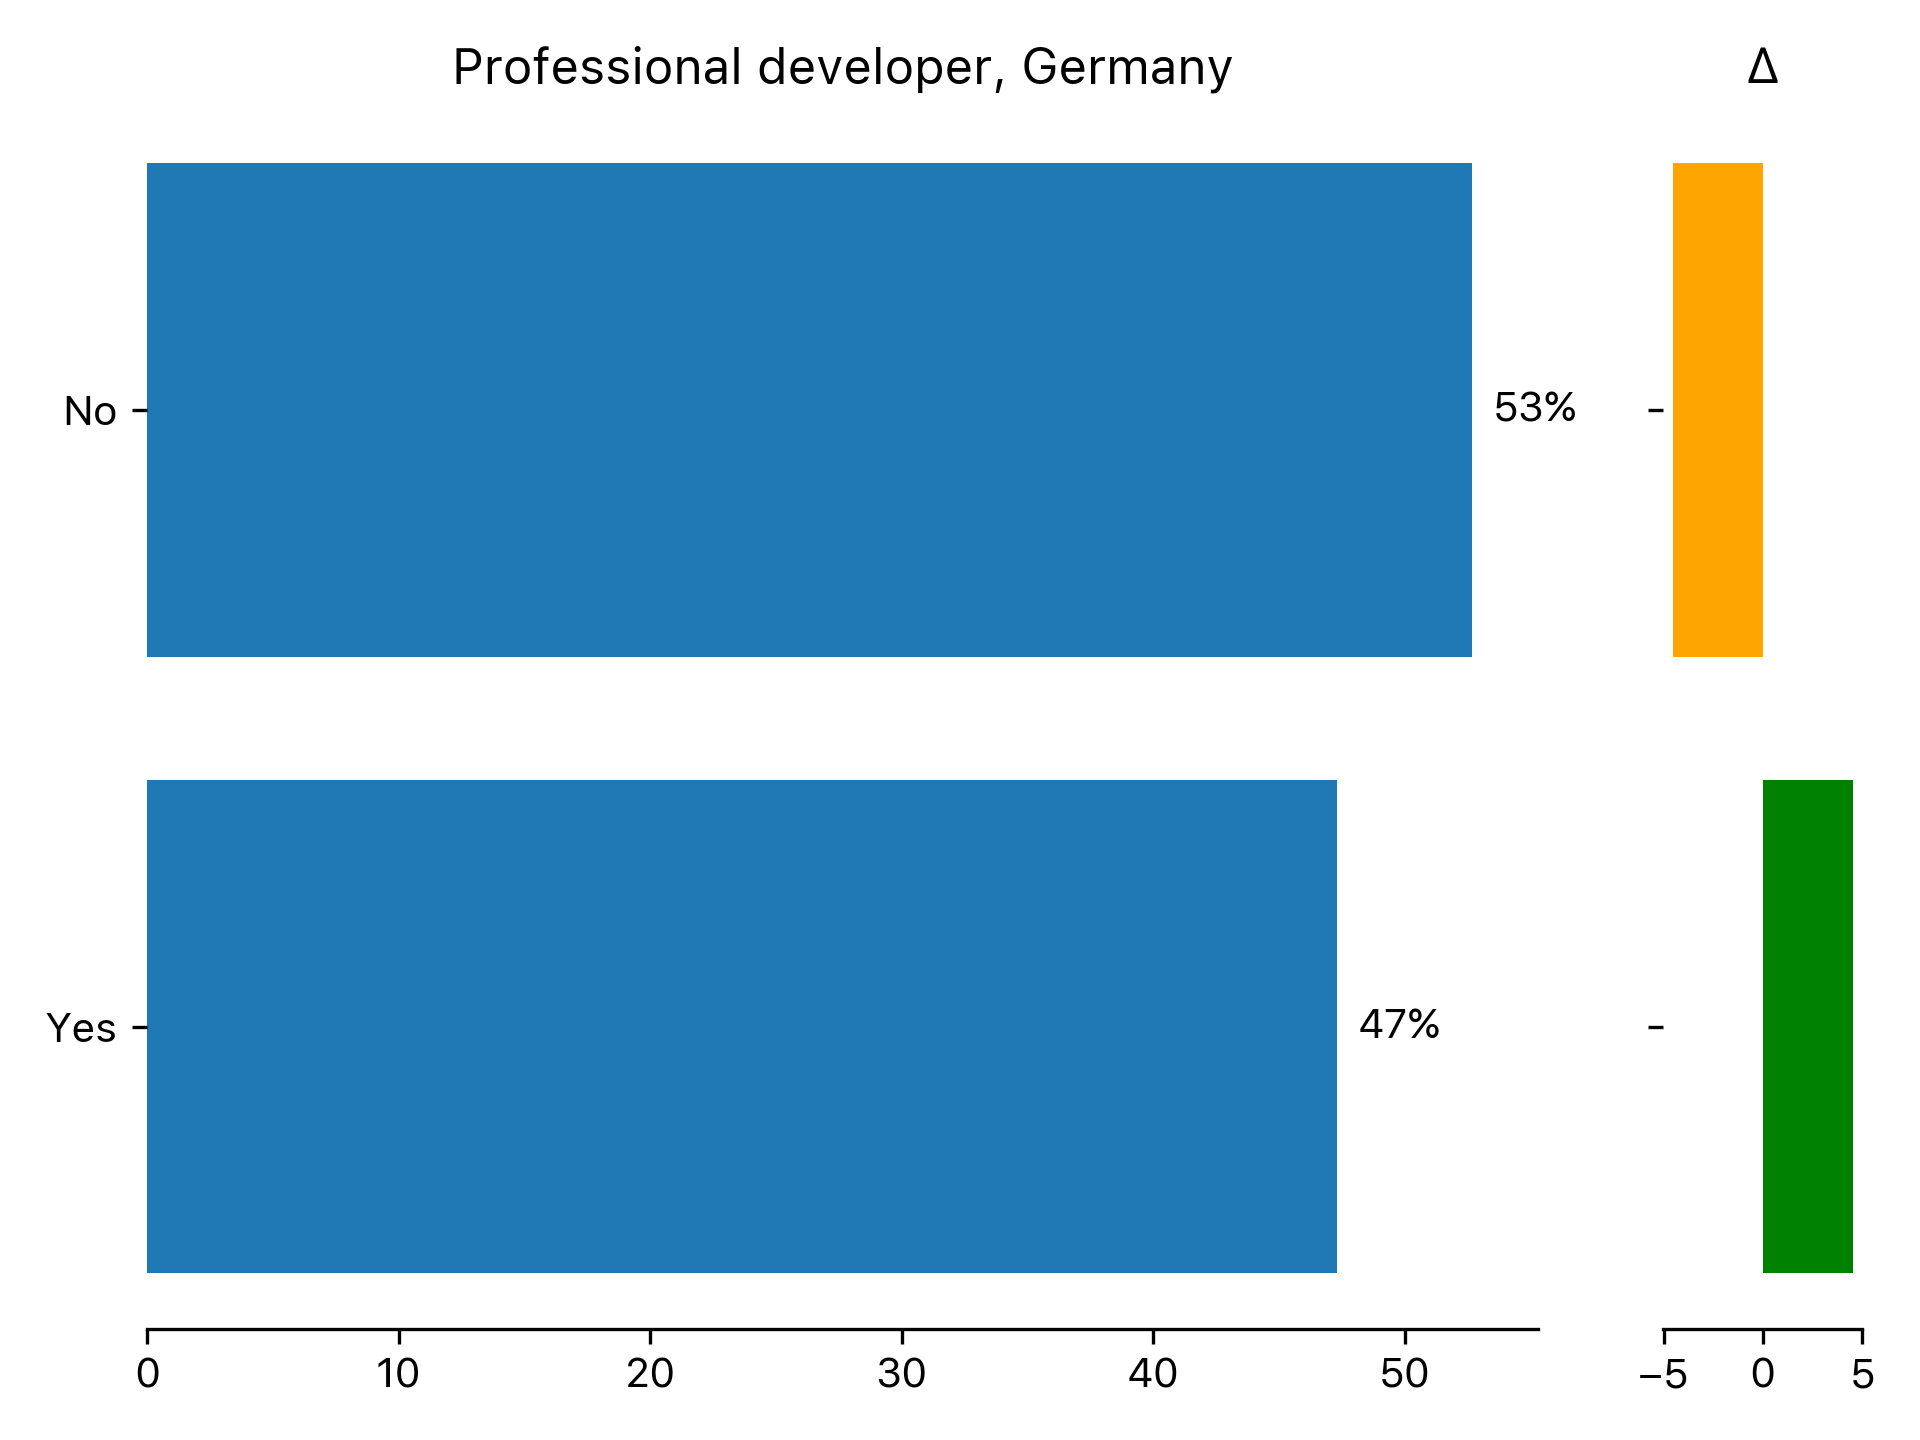 Professional developer, Germany
Δ
No
53%
Yes
47%
0 10 20 30 40 50
−5 0 5